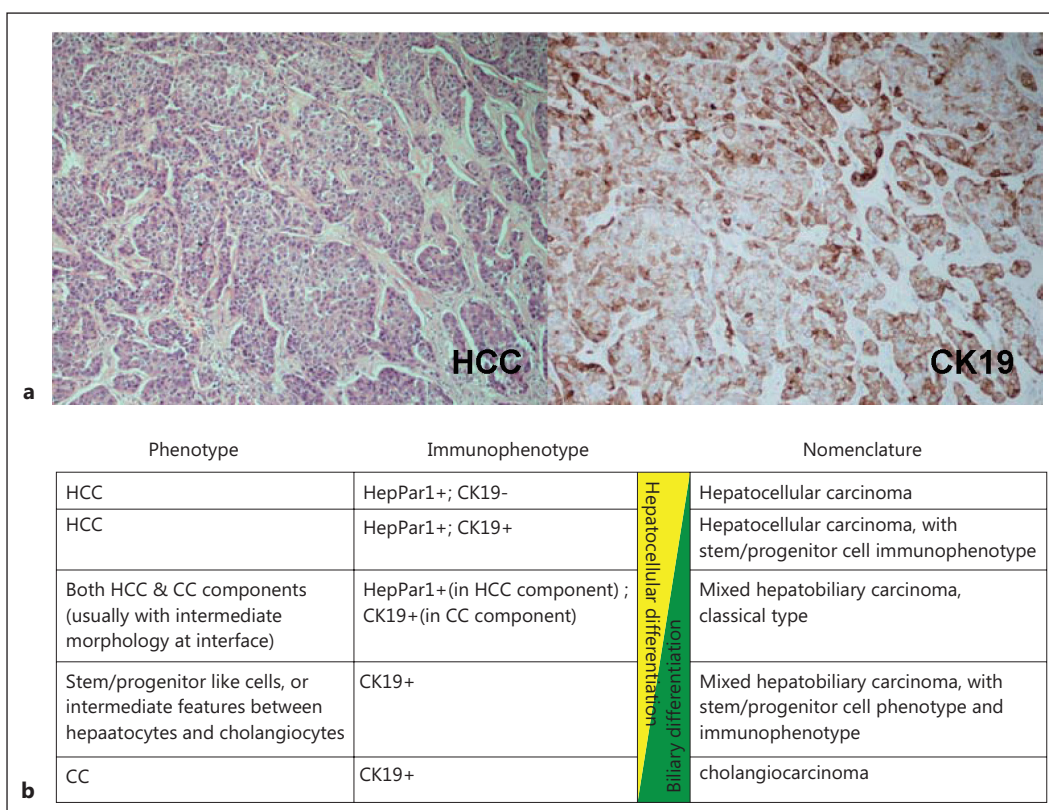 HCC
CK19
a
Phenotype Immunophenotype Nomenclature
HCC
HepPar1+; CK19-
Hepatocellular carcinoma
HCC
HepPar1+; CK19+
Hepatocellular carcinoma, with
stem/progenitor cell immunophenotype
Both HCC & CC components
(usually with intermediate
morphology at interface)
HepPar1+(in HCC component) ;
CK19+(in CC component)
Mixed hepatobiliary carcinoma,
classical type
Stem/progenitor like cells, or
intermediate features between
hepaatocytes and cholangiocytes
CK19+
Mixed hepatobiliary carcinoma, with
stem/progenitor cell phenotype and
immunophenotype
CC
CK19+
cholangiocarcinoma
Hepatocellular differentiation
Biliary differentiation
b